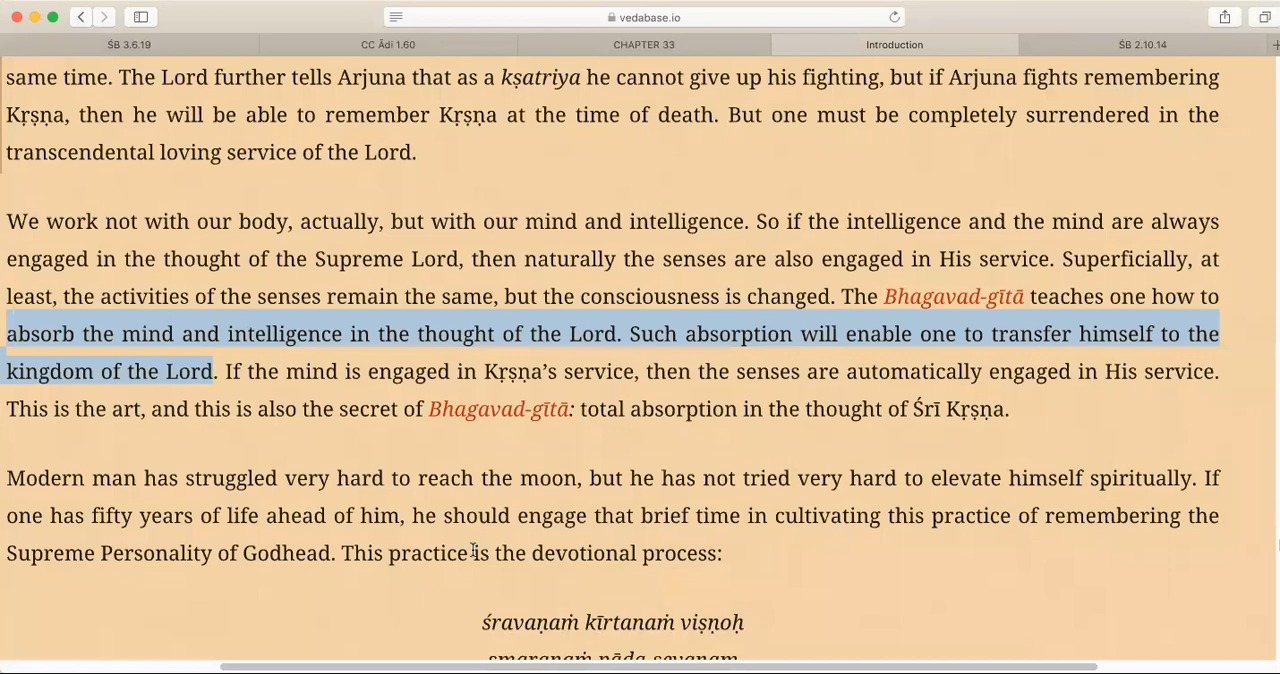 vedabase.io
ŚB 3.6.19
CC Ādi 1.60
CHAPTER 33
Introduction
ŚB 2.10.14
same time. The Lord further tells Arjuna that as a kṣatriya he cannot give up his fighting, but if Arjuna fights remembering
Kṛṣṇa, then he will be able to remember Kṛṣṇa at the time of death. But one must be completely surrendered in the
transcendental loving service of the Lord.
We work not with our body, actually, but with our mind and intelligence. So if the intelligence and the mind are always
engaged in the thought of the Supreme Lord, then naturally the senses are also engaged in His service. Superficially, at
least, the activities of the senses remain the same, but the consciousness is changed. The Bhagavad-gītā teaches one how to
absorb the mind and intelligence in the thought of the Lord. Such absorption will enable one to transfer himself to the
kingdom of the Lord. If the mind is engaged in Kṛṣṇa’s service, then the senses are automatically engaged in His service.
This is the art, and this is also the secret of Bhagavad-gītā: total absorption in the thought of Śrī Kṛṣṇa.
Modern man has struggled very hard to reach the moon, but he has not tried very hard to elevate himself spiritually. If
one has fifty years of life ahead of him, he should engage that brief time in cultivating this practice of remembering the
Supreme Personality of Godhead. This practice is the devotional process:
śravaṇaṁ kīrtanaṁ viṣṇoḥ
smaraṇaṁ pāda-sevanam